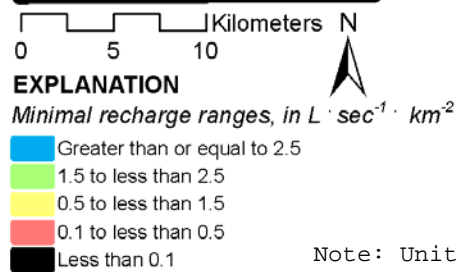 Kilometers N
0 5 10
EXPLANATION
Minimal recharge ranges, in L · sec⁻¹ · km⁻²
Greater than or equal to 2.5
1.5 to less than 2.5
0.5 to less than 1.5
0.1 to less than 0.5
Less than 0.1
Note: Unit